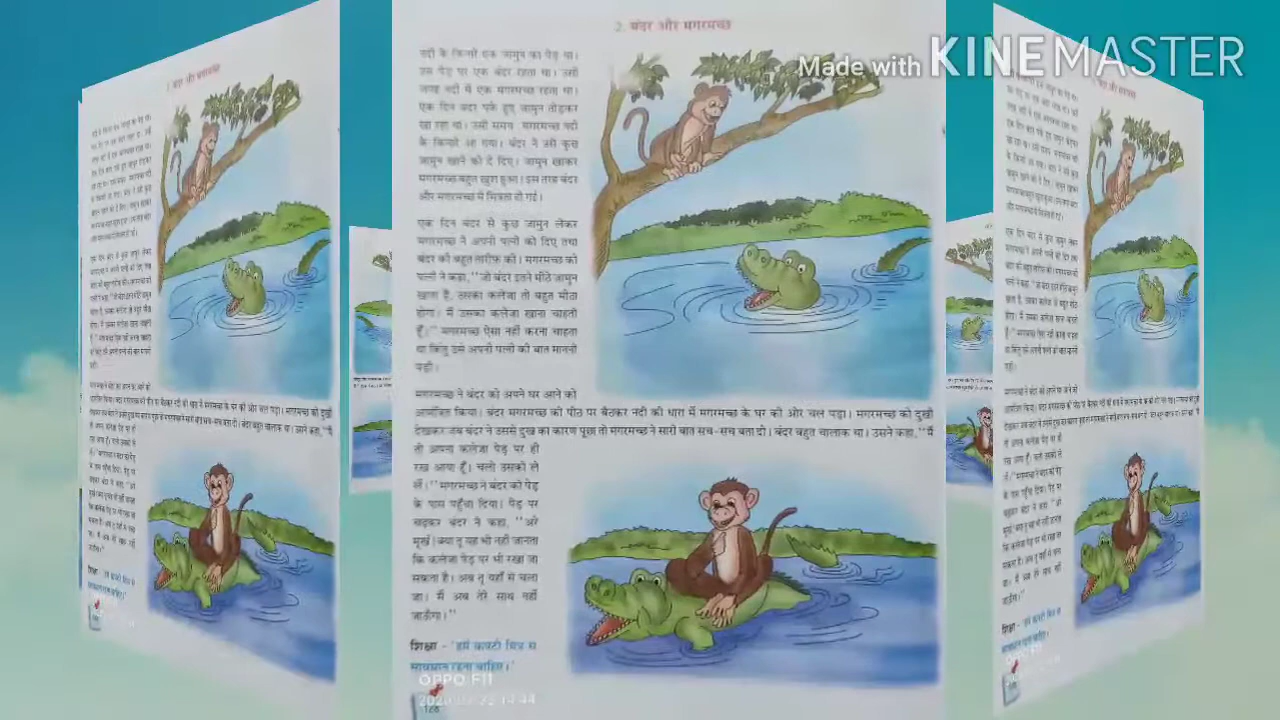 2. बंदर और मगरमच्छ
Made with KINEMASTER
नदी के किनारे एक जामुन का पेड़ था।
उस पेड़ पर एक बंदर रहता था। उसी
जगह नदी में एक मगरमच्छ रहता था।
एक दिन बंदर पके हुए जामुन तोड़कर
खा रहा था। उसी समय मगरमच्छ नदी
के किनारे आ गया। बंदर ने उसे कुछ
जामुन खाने को दे दिए। जामुन खाकर
मगरमच्छ बहुत खुश हुआ। इस तरह बंदर
और मगरमच्छ में मित्रता हो गई।
एक दिन बंदर से कुछ जामुन लेकर
मगरमच्छ ने अपनी पत्नी को दिए तथा
बंदर की बहुत तारीफ की। मगरमच्छ की
पत्नी ने कहा, "जो बंदर इतने मीठे जामुन
खाता है, उसका कलेजा तो बहुत मीठा
होगा। मैं उसका कलेजा खाना चाहती
हूँ।" मगरमच्छ ऐसा नहीं करना चाहता
था किंतु उसे अपनी पत्नी की बात माननी
पड़ी।
मगरमच्छ ने बंदर को अपने घर आने को
आमंत्रित किया। बंदर मगरमच्छ की पीठ पर बैठकर नदी की धारा में मगरमच्छ के घर की ओर चल पड़ा। मगरमच्छ को दुखी
देखकर जब बंदर ने उससे दुख का कारण पूछा तो मगरमच्छ ने सारी बात सच-सच बता दी। बंदर बहुत चालाक था। उसने कहा, "मैं
तो अपना कलेजा पेड़ पर ही
रख आया हूँ। चलो उसको ले
लें।" मगरमच्छ ने बंदर को पेड़
के पास पहुँचा दिया। पेड़ पर
चढ़कर बंदर ने कहा, "अरे
मूर्ख! क्या तू यह भी नहीं जानता
कि कलेजा पेड़ पर भी रखा जा
सकता है। अब तू यहाँ से चला
जा। मैं अब तेरे साथ नहीं
जाऊँगा।"
शिक्षा - 'हमें कपटी मित्र से
सावधान रहना चाहिए।'
OPPO F11
128